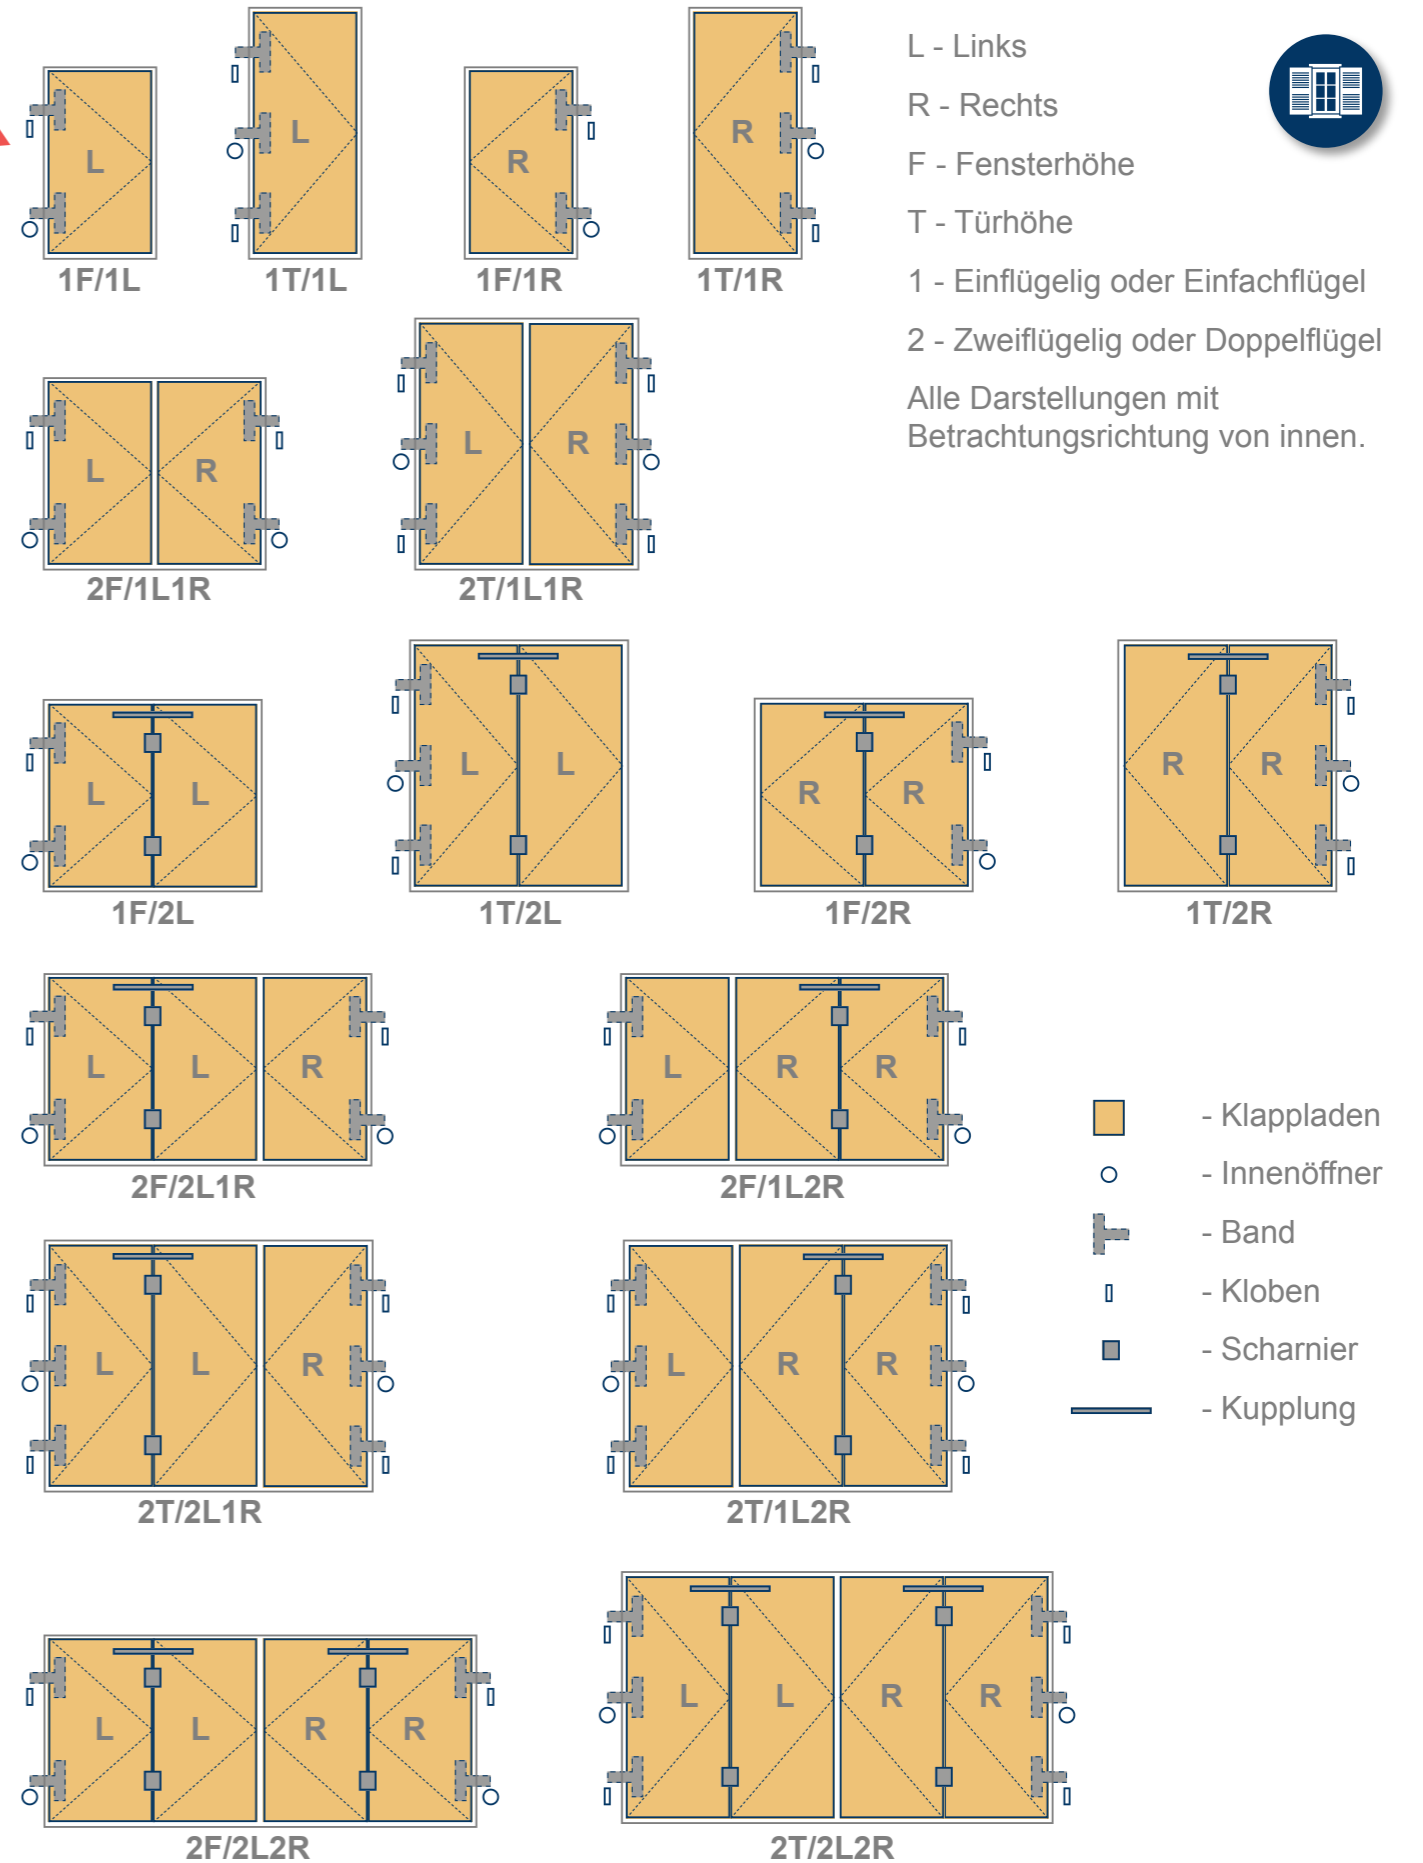 L - Links
R - Rechts
F - Fensterhöhe
T - Türhöhe
1 - Einflügelig oder Einfachflügel
2 - Zweiflügelig oder Doppelflügel
Alle Darstellungen mit
Betrachtungsrichtung von innen.
L
L
R
R
1F/1L
1T/1L
1F/1R
1T/1R
L
R
L
R
2F/1L1R
2T/1L1R
L
L
L
L
R
R
R
R
1F/2L
1T/2L
1F/2R
1T/2R
L
L
R
L
R
R
2F/2L1R
2F/1L2R
- Klappladen
- Innenöffner
- Band
- Kloben
- Scharnier
- Kupplung
L
L
R
L
R
R
2T/2L1R
2T/1L2R
L
L
R
R
L
L
R
R
2F/2L2R
2T/2L2R